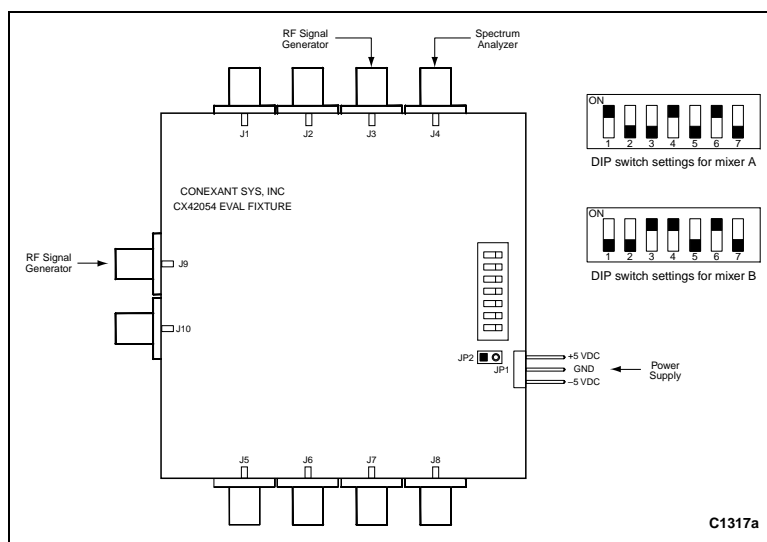 RF Signal
Generator
Spectrum
Analyzer
J1
J2
J3
J4
CONEXANT SYS, INC
CX42054 EVAL FIXTURE
RF Signal
Generator
J9
J10
JP2
JP1
+5 VDC
GND
–5 VDC
Power
Supply
J5
J6
J7
J8
ON
1 2 3 4 5 6 7
DIP switch settings for mixer A
ON
1 2 3 4 5 6 7
DIP switch settings for mixer B
C1317a